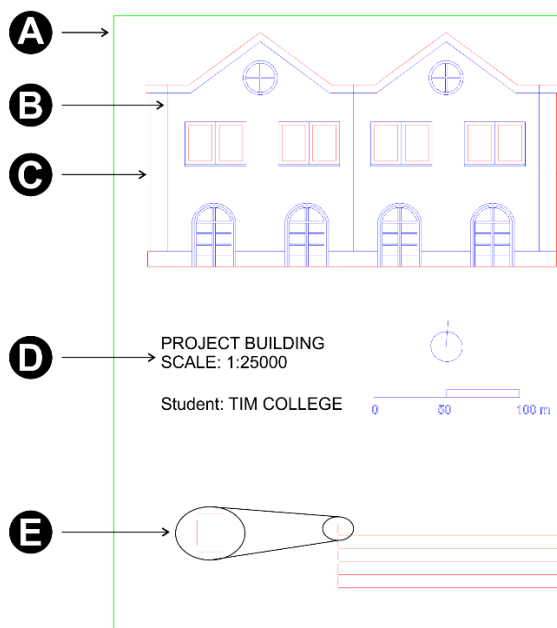 A
B
C
D
PROJECT BUILDING
SCALE: 1:25000
Student: TIM COLLEGE
0 50 100 m
E